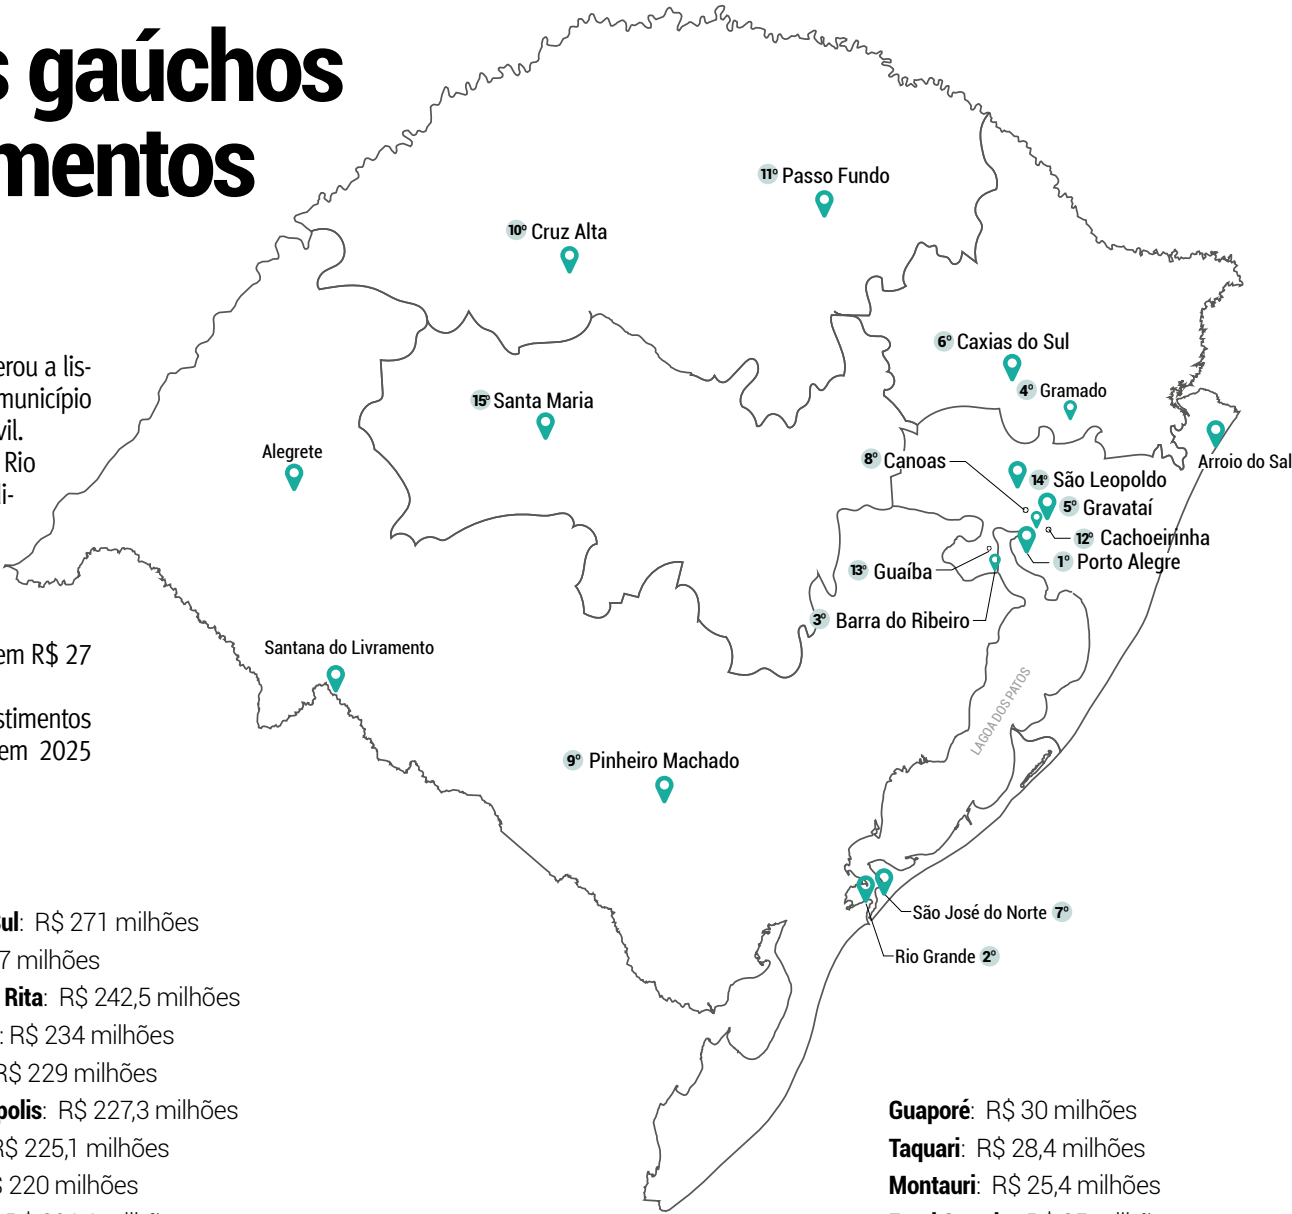 s gaúchos
mentos
erou a lis-
município
vil.
Rio
li-
em R$ 27
stimentos
em 2025
11º Passo Fundo
10º Cruz Alta
6º Caxias do Sul
4º Gramado
15º Santa Maria
Alegrete
Arroio do Sal
8º Canoas
14º São Leopoldo
5º Gravataí
12º Cachoeirinha
1º Porto Alegre
13º Guaíba
3º Barra do Ribeiro
Santana do Livramento
LAGOA DOS PATOS
9º Pinheiro Machado
São José do Norte 7º
Rio Grande 2º
Sul: R$ 271 milhões
7 milhões
Rita: R$ 242,5 milhões
: R$ 234 milhões
R$ 229 milhões
polis: R$ 227,3 milhões
R$ 225,1 milhões
$ 220 milhões
Guaporé: R$ 30 milhões
Taquari: R$ 28,4 milhões
Montauri: R$ 25,4 milhões